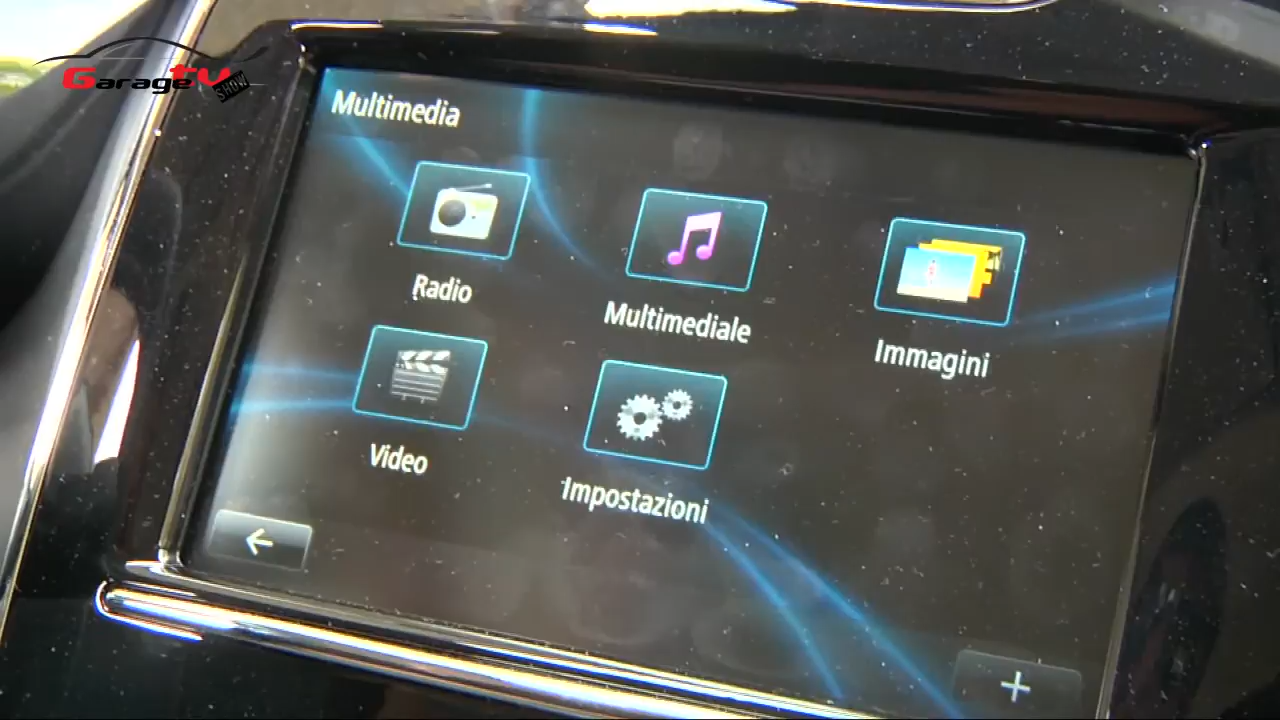 GarageTV
SHOW
Multimedia
Radio
Multimediale
Immagini
Video
Impostazioni